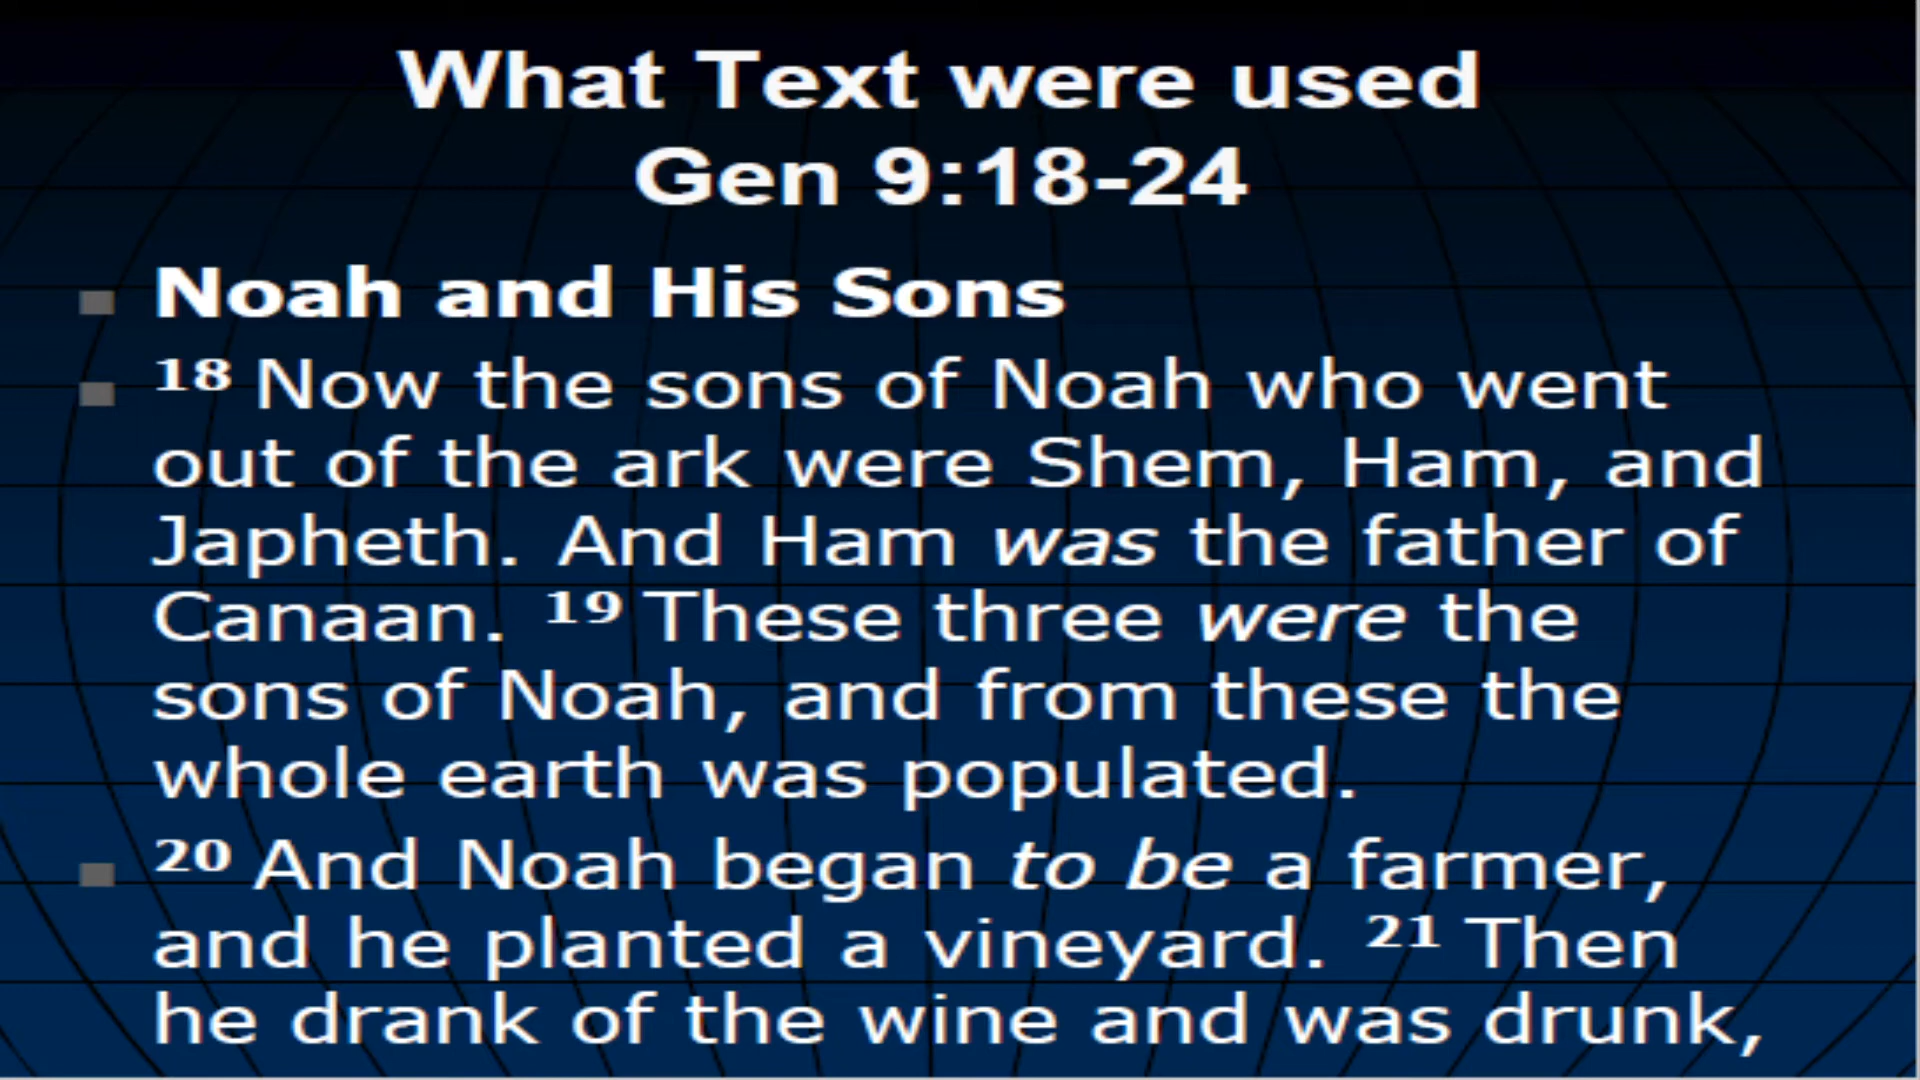 What Text were used
Gen 9:18-24
Noah and His Sons
18 Now the sons of Noah who went
out of the ark were Shem, Ham, and
Japheth. And Ham was the father of
Canaan. 19 These three were the
sons of Noah, and from these the
whole earth was populated.
20 And Noah began to be a farmer,
and he planted a vineyard. 21 Then
he drank of the wine and was drunk,